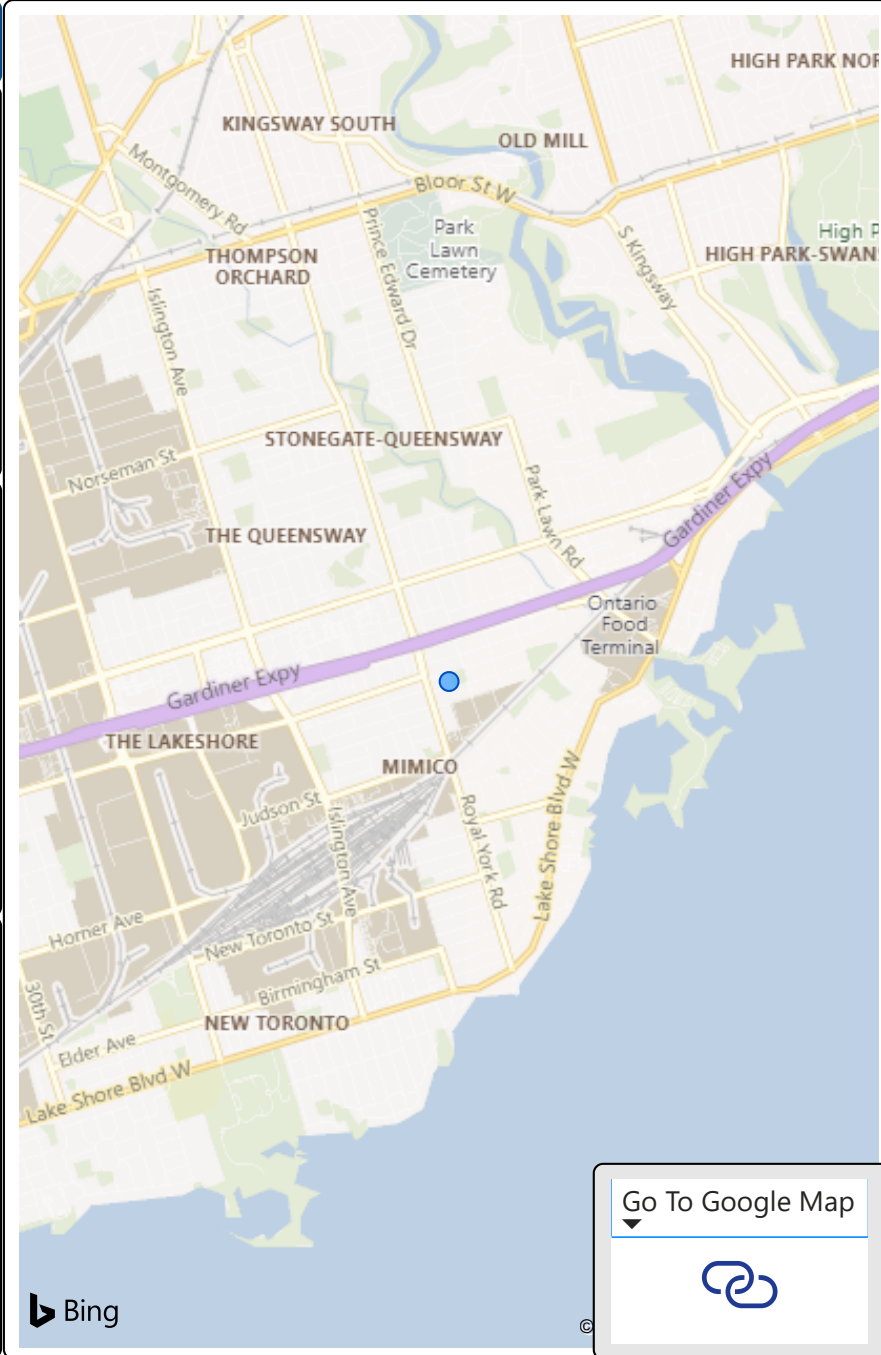 HIGH PARK NOR
KINGSWAY SOUTH
OLD MILL
Montgomery Rd
Bloor St W
Park
Lawn
Cemetery
Prince Edward Dr
S Kingsway
High P
HIGH PARK-SWAN
THOMPSON
ORCHARD
Islington Ave
STONEGATE-QUEENSWAY
Norseman St
Park Lawn Rd
Gardiner Expy
THE QUEENSWAY
Ontario
Food
Terminal
Gardiner Expy
THE LAKESHORE
MIMICO
Judson St
Islington Ave
Royal York Rd
Lake Shore Blvd W
Horner Ave
New Toronto St
Birmingham St
30th St
NEW TORONTO
Elder Ave
Lake Shore Blvd W
Go To Google Map
Bing
©